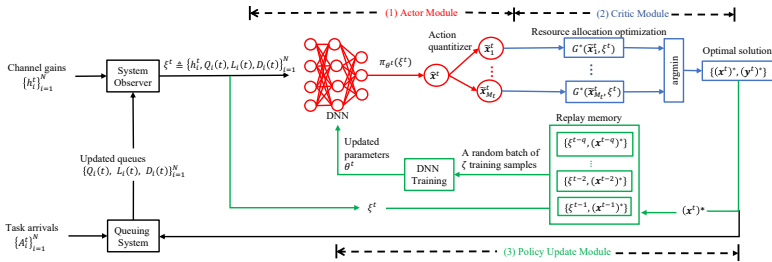 (1) Actor Module
(2) Critic Module
Channel gains
{h_i^t}_{i=1}^N
System
Observer
ξ^t ≜ {h_i^t, Q_i(t), L_i(t), D_i(t)}_{i=1}^N
DNN
π_{θ^t}(ξ^t)
Action
quantizer
x̂^t
x̃_1^t
⋮
x̃_{M_t}^t
Resource allocation optimization
G*(x̃_1^t, ξ^t)
⋮
G*(x̃_{M_t}^t, ξ^t)
argmin
Optimal solution
{(x^t)*, (y^t)*}
Updated queues
{Q_i(t), L_i(t), D_i(t)}_{i=1}^N
Updated
parameters
θ^t
DNN
Training
A random batch of
ζ training samples
Replay memory
{ξ^{t-q}, (x^{t-q})*}
⋮
{ξ^{t-2}, (x^{t-2})*}
{ξ^{t-1}, (x^{t-1})*}
ξ^t
(x^t)*
Task arrivals
{A_i^t}_{i=1}^N
Queuing
System
(3) Policy Update Module